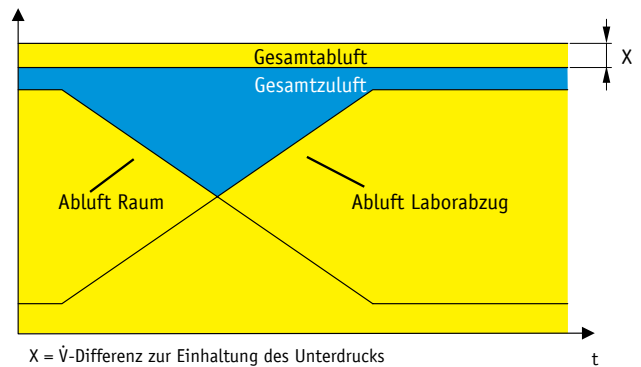 Gesamtabluft
X
Gesamtzuluft
Abluft Raum
Abluft Laborabzug
X = V̇-Differenz zur Einhaltung des Unterdrucks
t